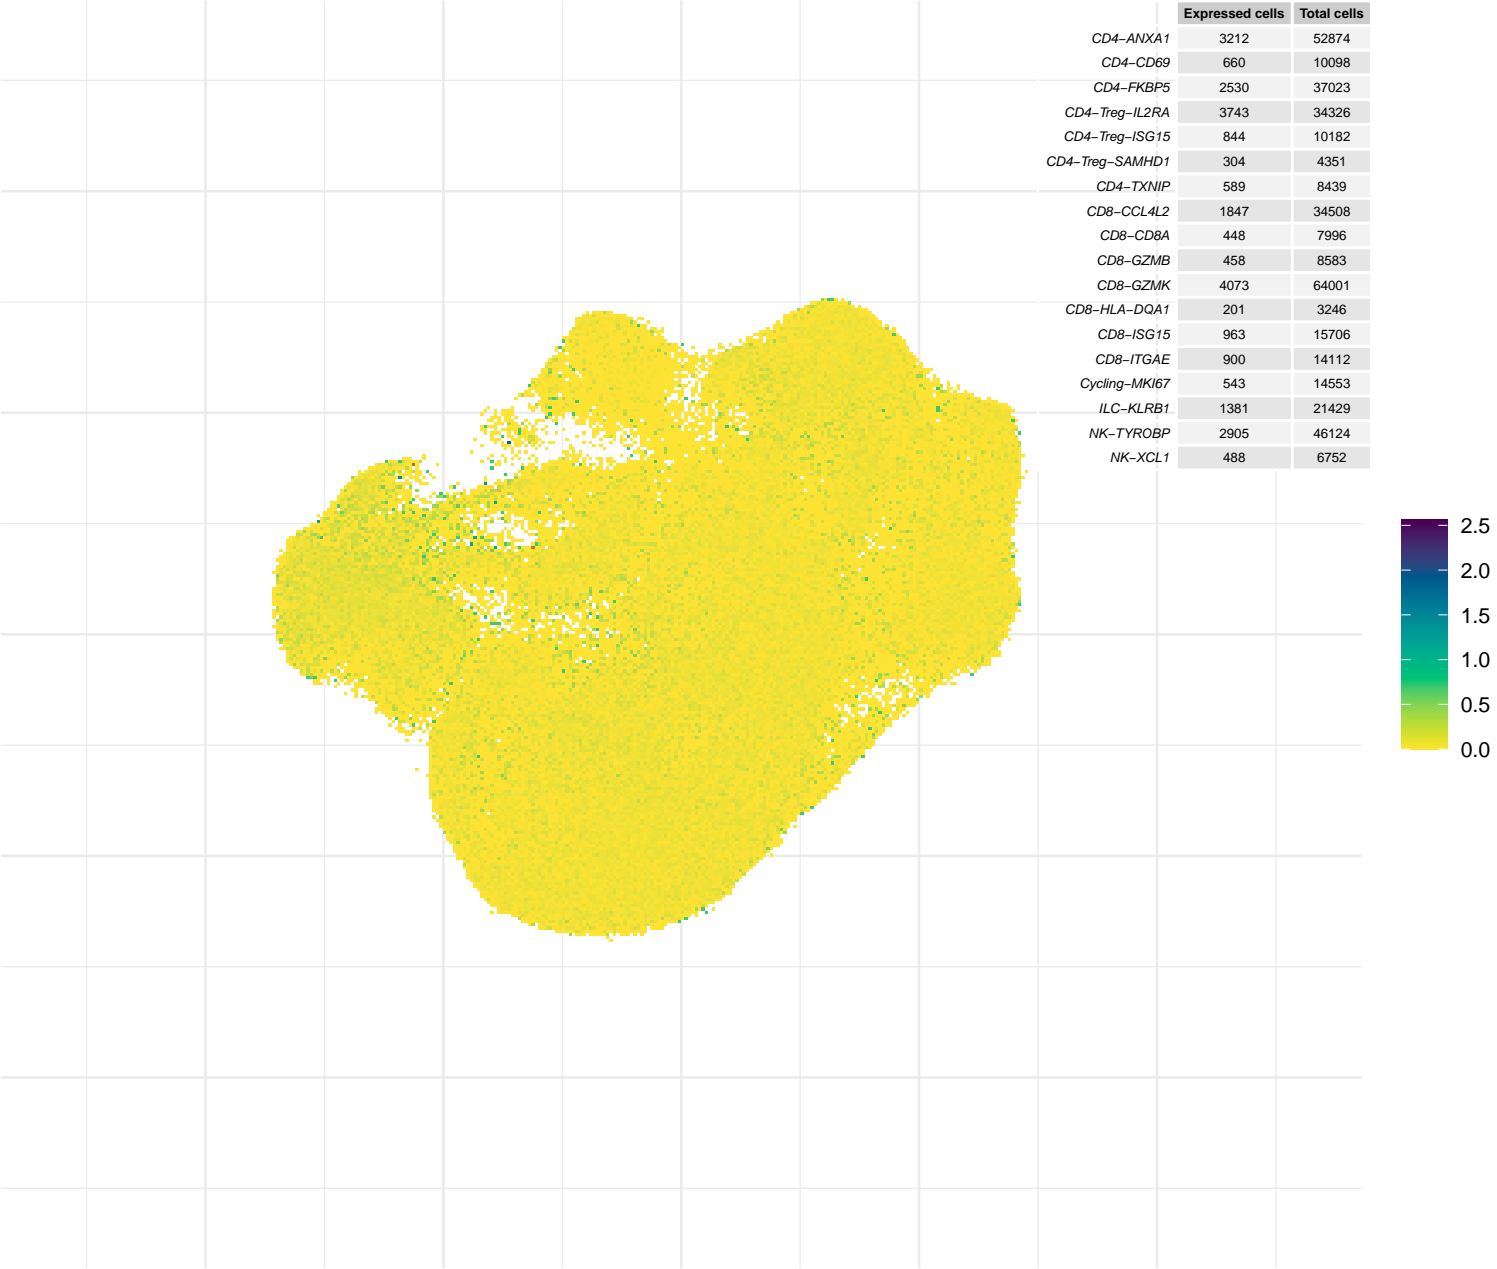 Expressed cells Total cells
CD4−ANXA1 3212 52874
CD4−CD69 660 10098
CD4−FKBP5 2530 37023
CD4−Treg−IL2RA 3743 34326
CD4−Treg−ISG15 844 10182
CD4−Treg−SAMHD1 304 4351
CD4−TXNIP 589 8439
CD8−CCL4L2 1847 34508
CD8−CD8A 448 7996
CD8−GZMB 458 8583
CD8−GZMK 4073 64001
CD8−HLA−DQA1 201 3246
CD8−ISG15 963 15706
CD8−ITGAE 900 14112
Cycling−MKI67 543 14553
ILC−KLRB1 1381 21429
NK−TYROBP 2905 46124
NK−XCL1 488 6752
2.5
2.0
1.5
1.0
0.5
0.0